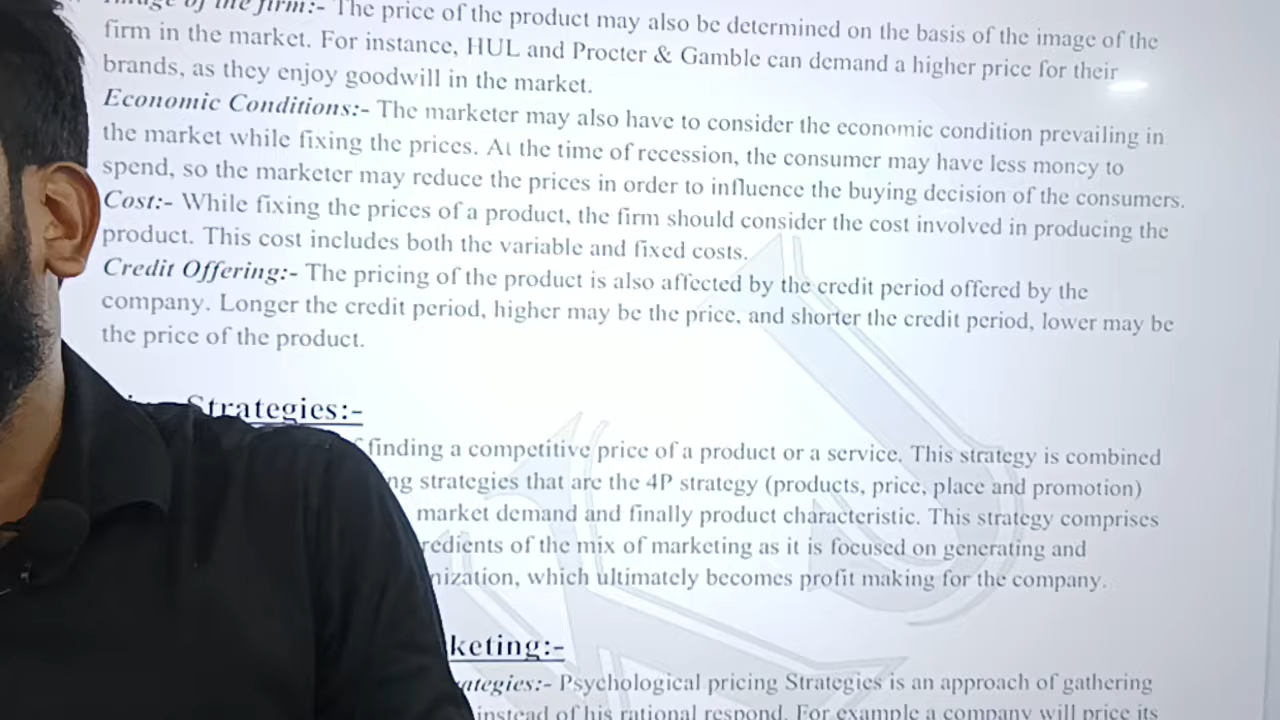 of the firm:- The price of the product may also be determined on the basis of the image of the
firm in the market. For instance, HUL and Procter & Gamble can demand a higher price for their
brands, as they enjoy goodwill in the market.
Economic Conditions:- The marketer may also have to consider the economic condition prevailing in
the market while fixing the prices. At the time of recession, the consumer may have less money to
spend, so the marketer may reduce the prices in order to influence the buying decision of the consumers.
Cost:- While fixing the prices of a product, the firm should consider the cost involved in producing the
product. This cost includes both the variable and fixed costs.
Credit Offering:- The pricing of the product is also affected by the credit period offered by the
company. Longer the credit period, higher may be the price, and shorter the credit period, lower may be
the price of the product.
Strategies:-
finding a competitive price of a product or a service. This strategy is combined
strategies that are the 4P strategy (products, price, place and promotion)
market demand and finally product characteristic. This strategy comprises
of the mix of marketing as it is focused on generating and
which ultimately becomes profit making for the company.
keting:-
Psychological pricing Strategies is an approach of gathering
instead of his rational respond. For example a company will price its